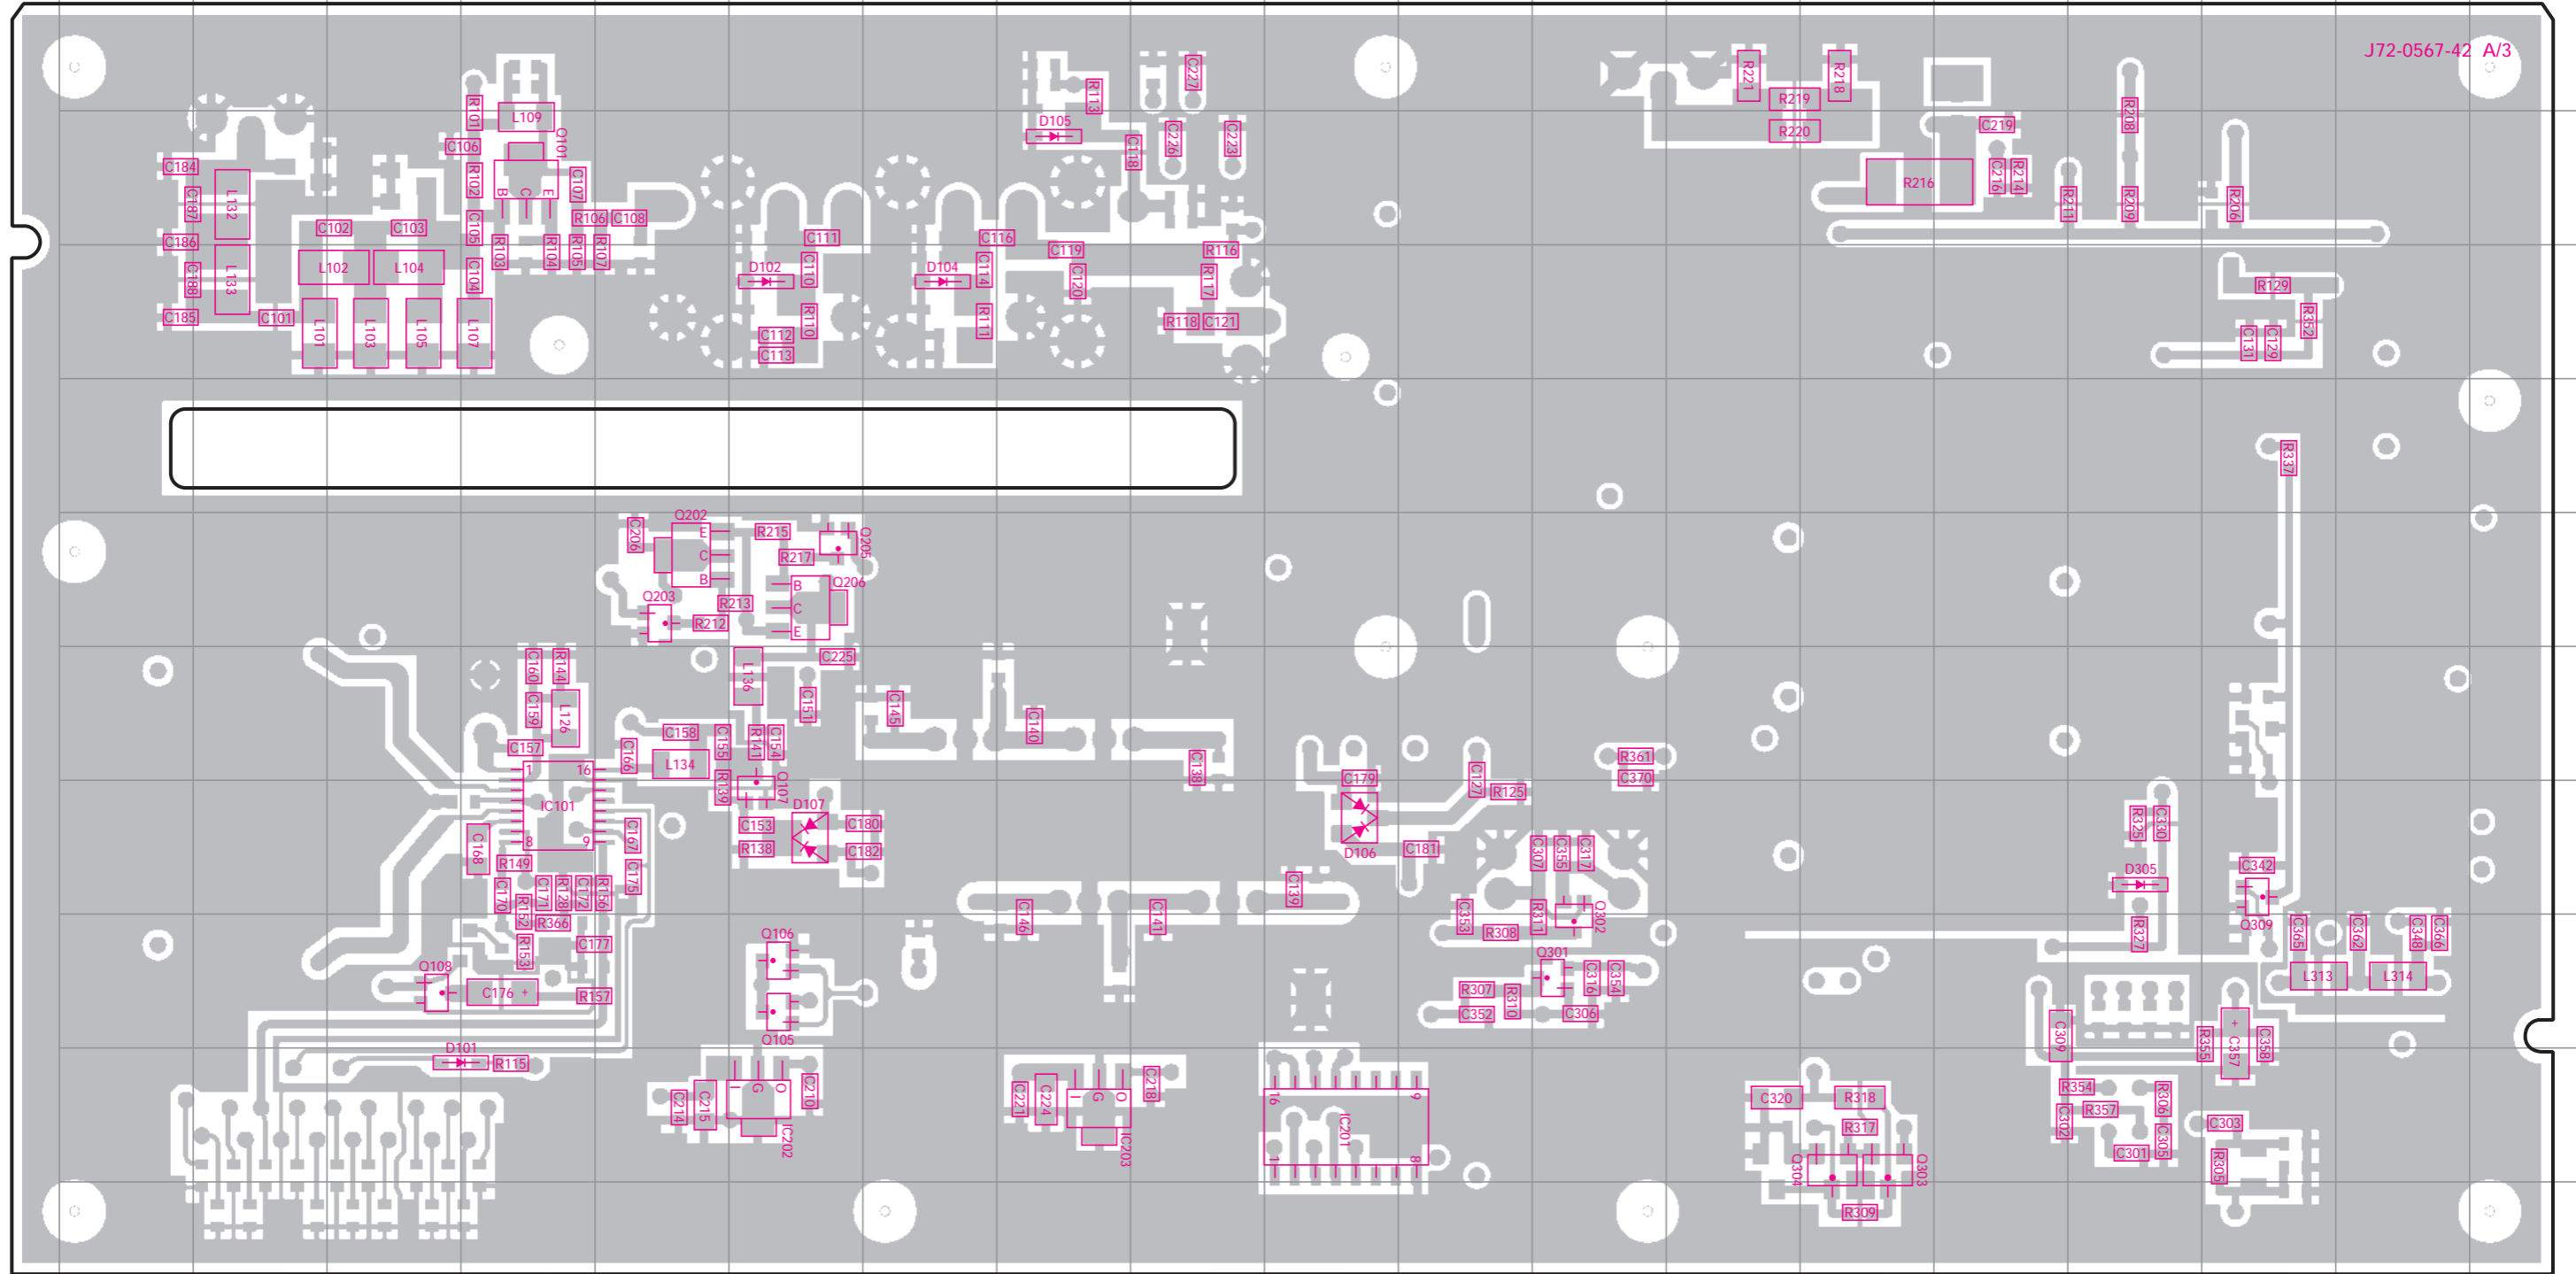 J72-0567-42 A/3
C227
R113
R221
R218
R219
R220
R101
L109
Q101
C106
D105
C118
C226
C223
C219
R208
C184
R102
B C E
C107
R216
C216
R214
C187
L132
R211
R209
R206
C102
C103
C105
R106
C108
C186
C111
C116
C119
R116
R103
R104
R105
R107
C188
L133
L102
L104
C104
D102
C110
D104
C114
C120
R117
R129
C185
C101
L101
L103
L105
L107
R110
C112
C113
R111
R118
C121
R352
C131
C129
R337
Q202
C206
E
C
B
R215
R217
Q205
Q206
B
C
E
Q203
R213
R212
C225
C160
R144
L136
C159
L126
C151
C145
C140
C157
C166
C158
C155
R141
C154
L134
C138
R361
C370
1
16
IC101
8
9
R139
Q107
C179
C127
R125
D107
C153
R138
C180
C182
D106
C181
C168
C167
R149
C175
C307
C355
C317
R325
C330
D305
C342
Q309
C170
C171
R128
C172
R156
R152
R366
C139
C146
C141
C353
R308
R311
Q302
R327
C365
C362
C348
C366
R153
C177
Q106
Q301
Q108
C176 +
R157
R307
C352
R310
C316
C354
C306
L313
L314
Q105
D101
R115
C309
R355
+
C357
C358
I G O
C210
C214
C215
IC202
C221
C224
I G O
C218
IC203
16
9
IC201
1
8
C320
R318
R317
Q304
Q303
R309
R354
R306
R357
C302
C301
C305
C303
R305